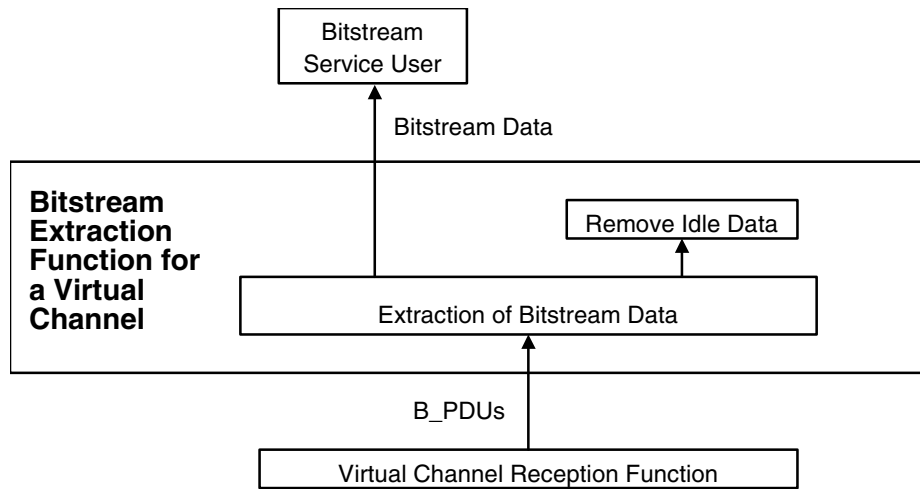 Bitstream
Service User
Bitstream Data
Bitstream
Extraction
Function for
a Virtual
Channel
Remove Idle Data
Extraction of Bitstream Data
B_PDUs
Virtual Channel Reception Function